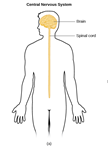 Central Nervous System
Brain
Spinal cord
(a)